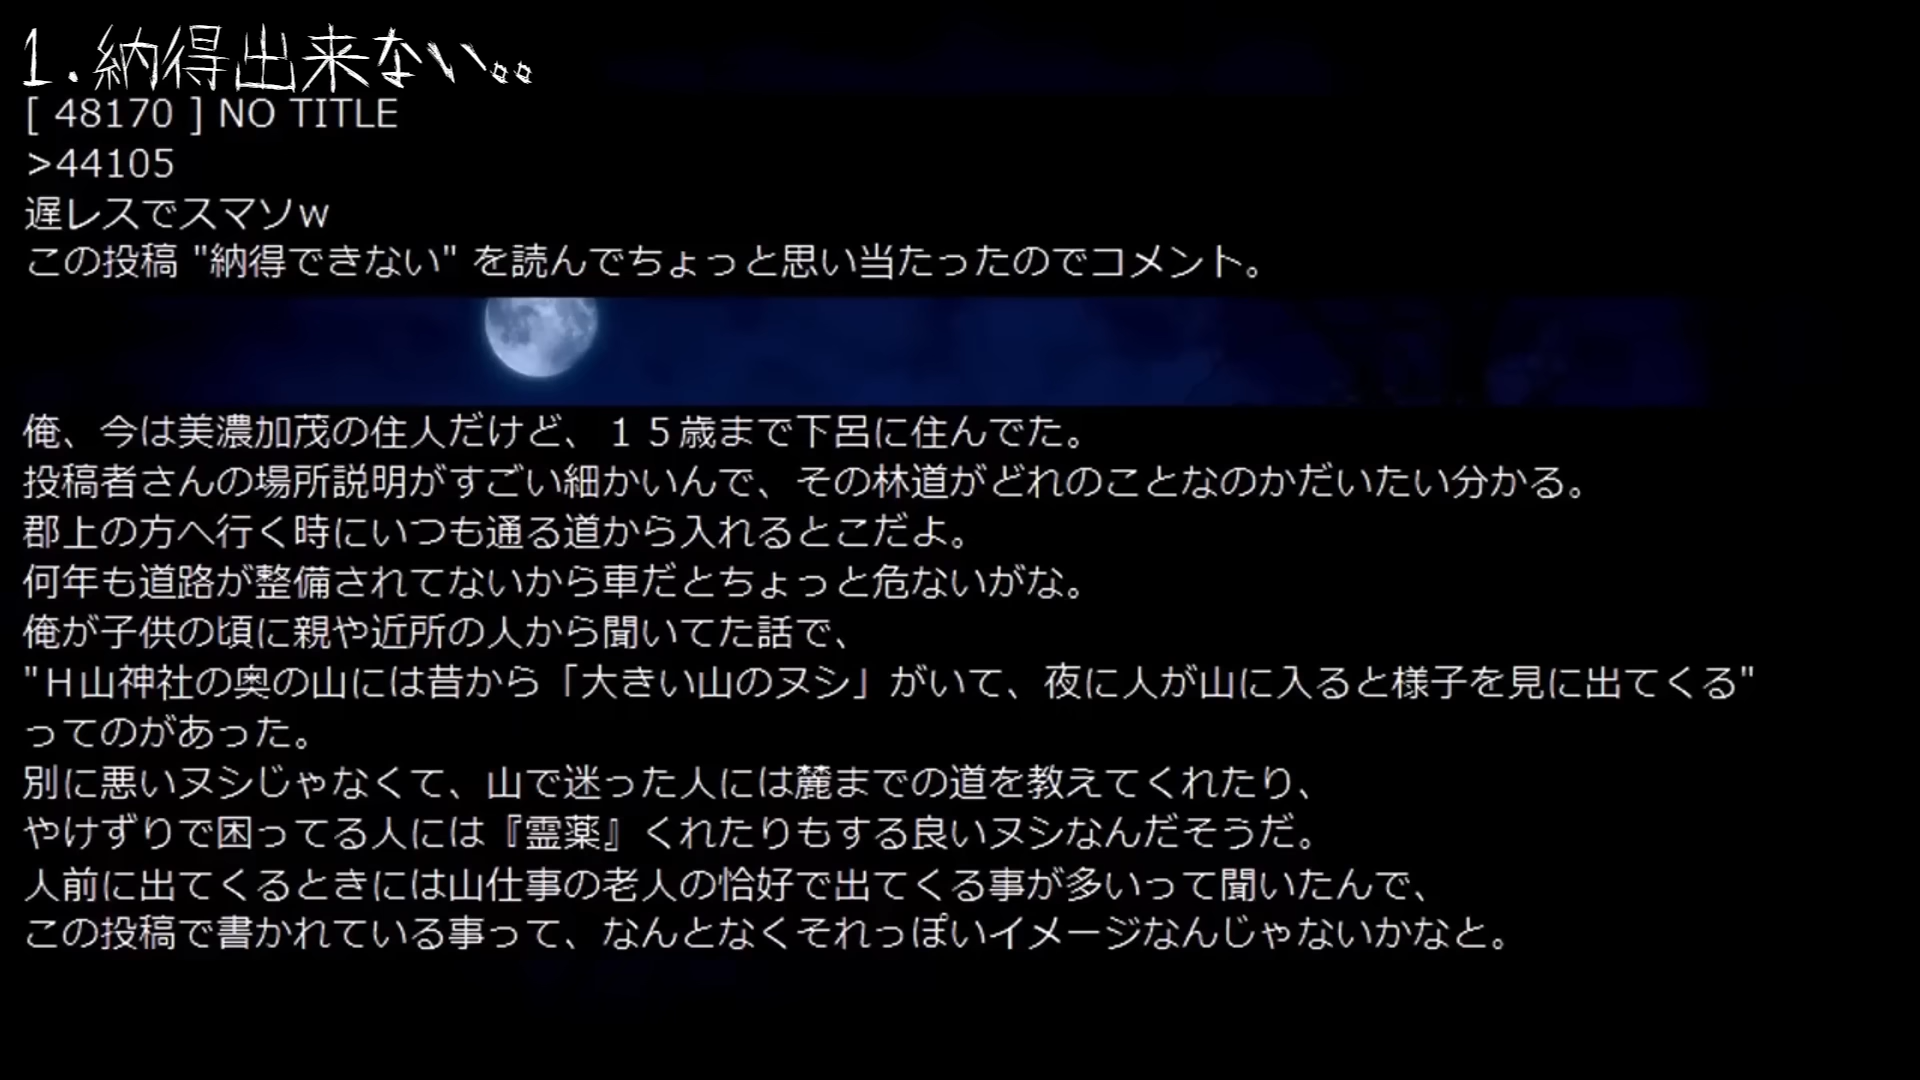 1.納得出来ない。。
[ 48170 ] NO TITLE
>44105
遅レスでスマソｗ
この投稿 "納得できない" を読んでちょっと思い当たったのでコメント。
俺、今は美濃加茂の住人だけど、１５歳まで下呂に住んでた。
投稿者さんの場所説明がすごい細かいんで、その林道がどれのことなのかだいたい分かる。
郡上の方へ行く時にいつも通る道から入れるとこだよ。
何年も道路が整備されてないから車だとちょっと危ないがな。
俺が子供の頃に親や近所の人から聞いてた話で、
"Ｈ山神社の奥の山には昔から「大きい山のヌシ」がいて、夜に人が山に入ると様子を見に出てくる"
ってのがあった。
別に悪いヌシじゃなくて、山で迷った人には麓までの道を教えてくれたり、
やけずりで困ってる人には『霊薬』くれたりもする良いヌシなんだそうだ。
人前に出てくるときには山仕事の老人の恰好で出てくる事が多いって聞いたんで、
この投稿で書かれている事って、なんとなくそれっぽいイメージなんじゃないかなと。